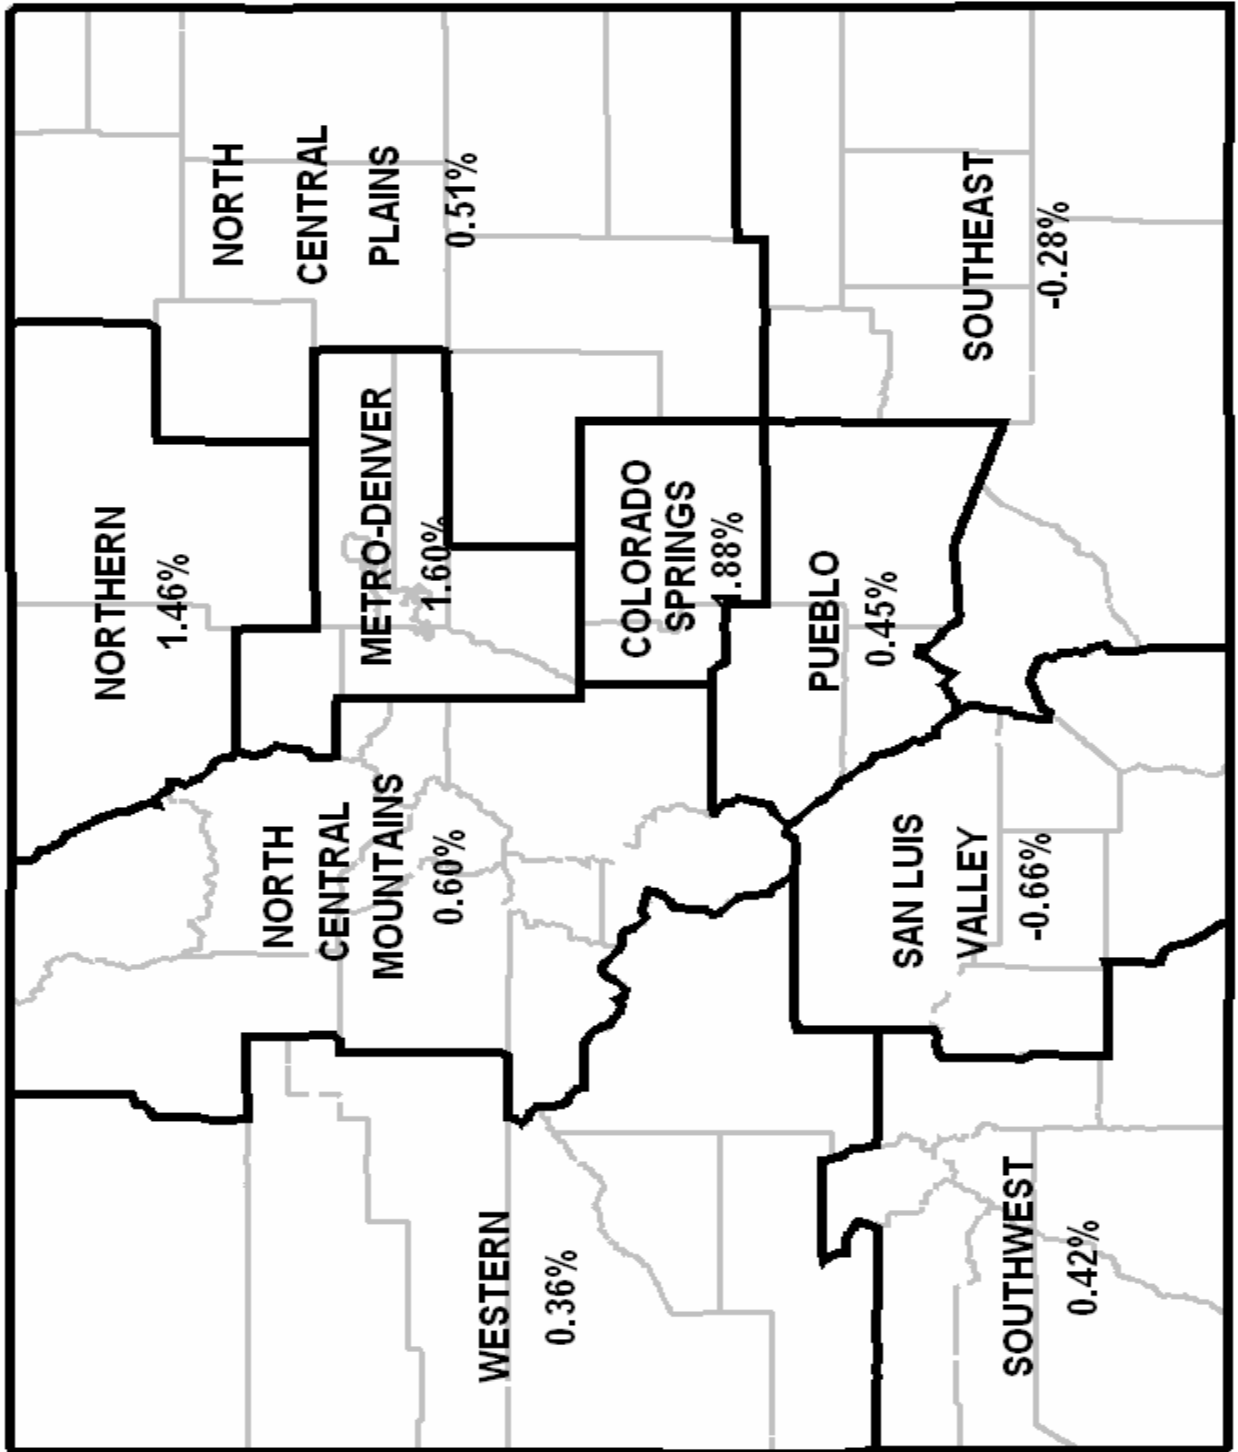 NORTHERN
1.46%
NORTH
CENTRAL
PLAINS
0.51%
NORTH
CENTRAL
MOUNTAINS
0.60%
METRO-DENVER
1.60%
WESTERN
0.36%
COLORADO
SPRINGS
1.88%
PUEBLO
0.45%
SAN LUIS
VALLEY
-0.66%
SOUTHEAST
-0.28%
SOUTHWEST
0.42%